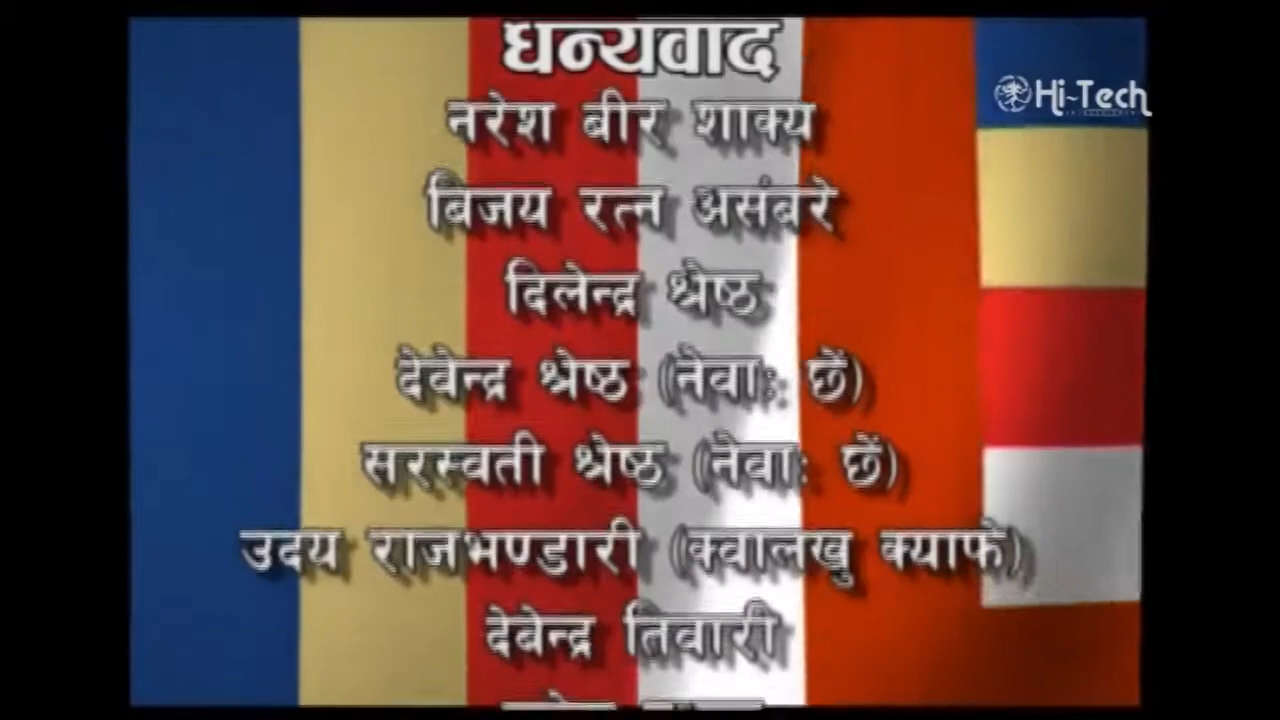 धन्यवाद
Hi-Tech
नरेश बीर शाक्य
बिजय रत्न असंबरे
दिलेन्द्र श्रेष्ठ
देवेन्द्र श्रेष्ठ (नेवाः छेँ)
सरस्वती श्रेष्ठ (नेवाः छेँ)
उदय राजभण्डारी (क्वालखु क्याफे)
देबेन्द्र तिवारी